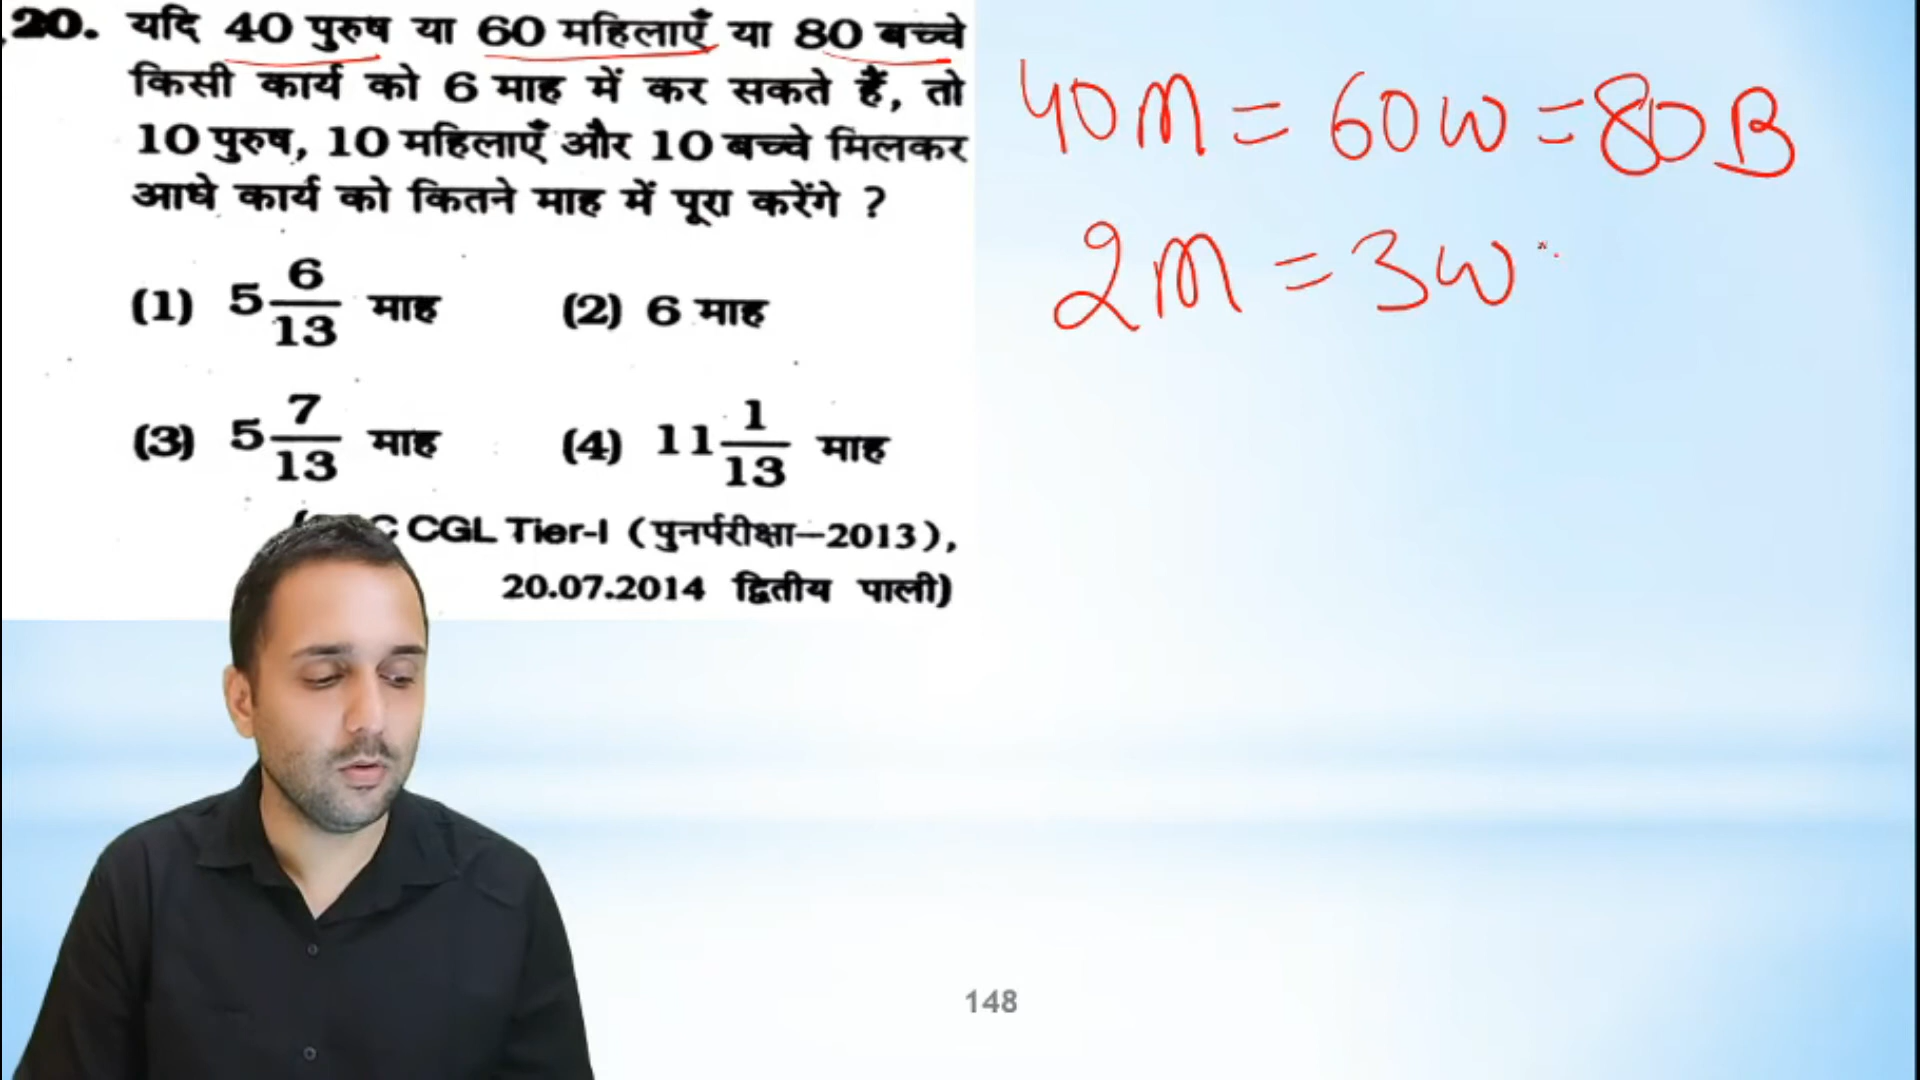 20. यदि 40 पुरुष या 60 महिलाएँ या 80 बच्चे
किसी कार्य को 6 माह में कर सकते हैं, तो
10 पुरुष, 10 महिलाएँ और 10 बच्चे मिलकर
आधे कार्य को कितने माह में पूरा करेंगे ?
(1) 5 6/13 माह (2) 6 माह
(3) 5 7/13 माह (4) 11 1/13 माह
C CGL Tier-I (पुनर्परीक्षा—2013),
20.07.2014 द्वितीय पाली)
40M = 60W = 80B
2M = 3W
148